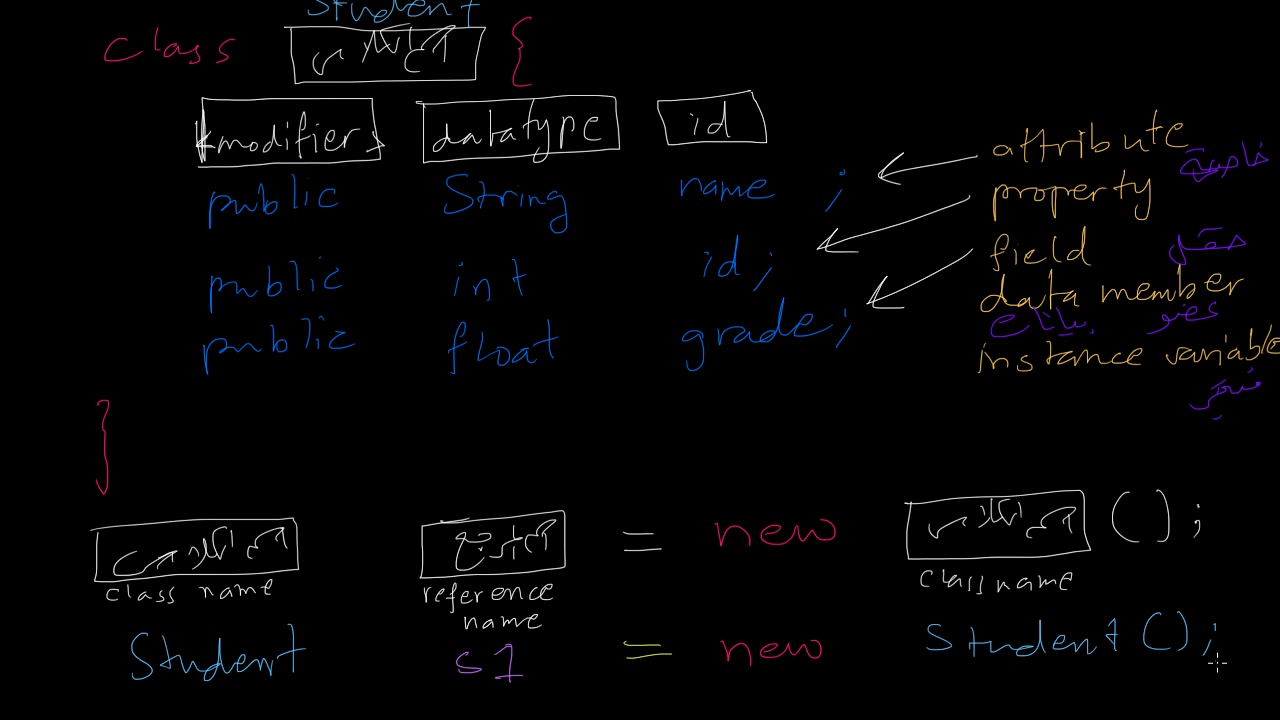 Student
class اسم الكلاس {
<modifier> datatype id
attribute خاصية
public String name ;
property
field حقل
public int id ;
data member
عضو بيانات
public float grade ;
instance variable
}
اسم الكلاس اسم المرجع = new اسم الكلاس ( ) ;
class name reference name class name
Student s1 = new Student ( ) ;